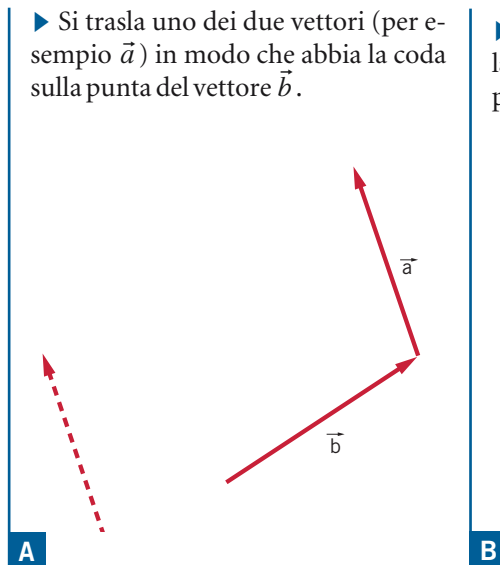 ▶ Si trasla uno dei due vettori (per e-
sempio a⃗ ) in modo che abbia la coda
sulla punta del vettore b⃗ .
a⃗
b⃗
A
B